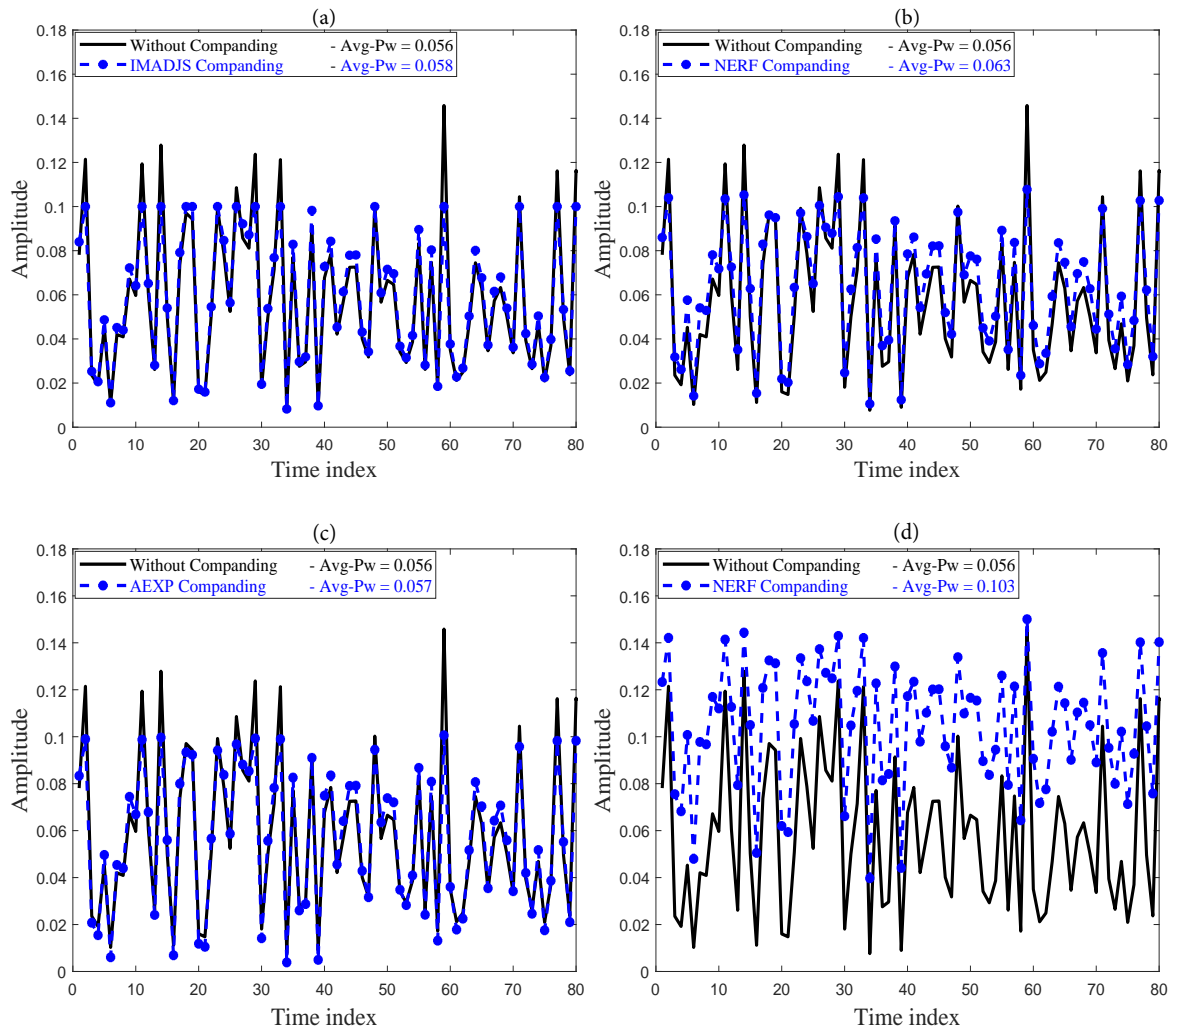 (a)
0.18
0.16
0.14
0.12
0.1
0.08
0.06
0.04
0.02
0
Amplitude
Without Companding - Avg-Pw = 0.056
IMADJS Companding - Avg-Pw = 0.058
0 10 20 30 40 50 60 70 80
Time index
(b)
0.18
0.16
0.14
0.12
0.1
0.08
0.06
0.04
0.02
0
Amplitude
Without Companding - Avg-Pw = 0.056
NERF Companding - Avg-Pw = 0.063
0 10 20 30 40 50 60 70 80
Time index
(c)
0.18
0.16
0.14
0.12
0.1
0.08
0.06
0.04
0.02
0
Amplitude
Without Companding - Avg-Pw = 0.056
AEXP Companding - Avg-Pw = 0.057
0 10 20 30 40 50 60 70 80
Time index
(d)
0.18
0.16
0.14
0.12
0.1
0.08
0.06
0.04
0.02
0
Amplitude
Without Companding - Avg-Pw = 0.056
NERF Companding - Avg-Pw = 0.103
0 10 20 30 40 50 60 70 80
Time index